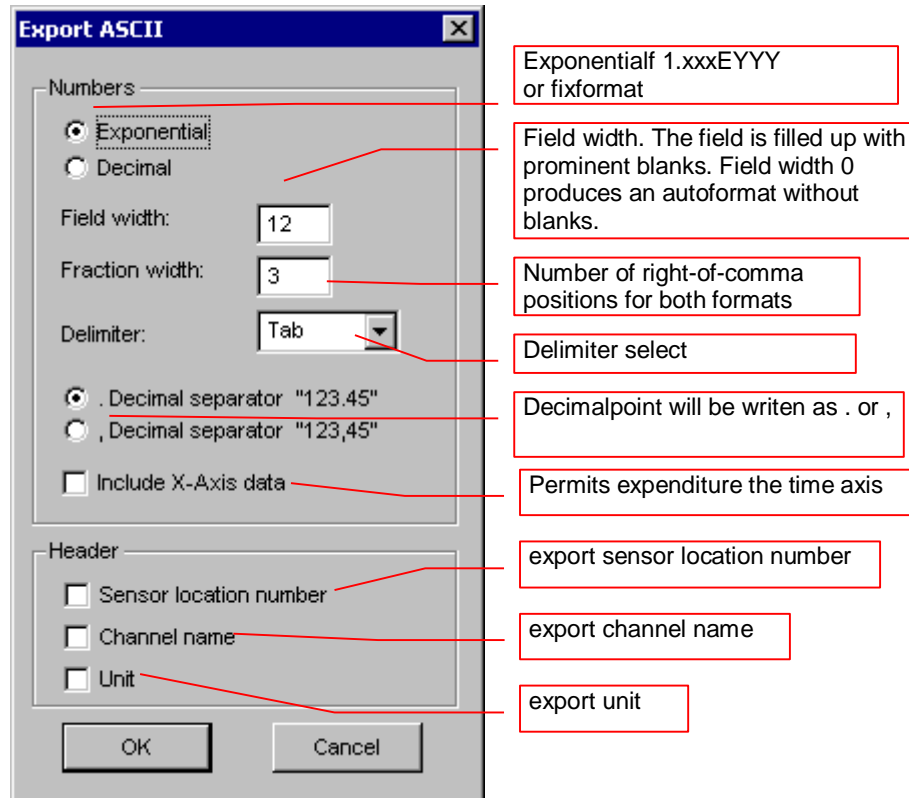 Export ASCII
Numbers
Exponential
Decimal
Field width:
12
Fraction width:
3
Delimiter:
Tab
. Decimal separator "123.45"
, Decimal separator "123,45"
Include X-Axis data
Header
Sensor location number
Channel name
Unit
OK
Cancel
Exponentialf 1.xxxEYYY
or fixformat
Field width. The field is filled up with
prominent blanks. Field width 0
produces an autoformat without
blanks.
Number of right-of-comma
positions for both formats
Delimiter select
Decimalpoint will be writen as . or ,
Permits expenditure the time axis
export sensor location number
export channel name
export unit